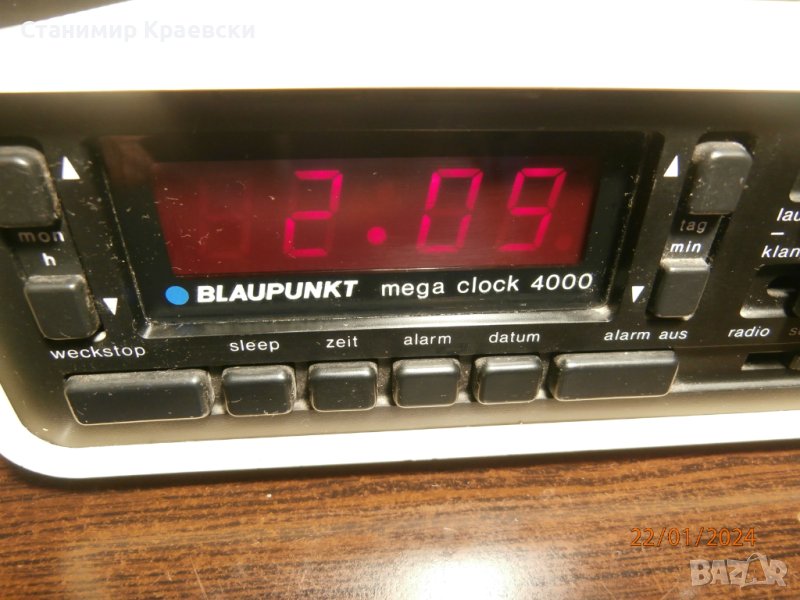 Станимир Краевски
2.09
mon
h
tag
min
BLAUPUNKT mega clock 4000
weckstop
sleep
zeit
alarm
datum
alarm aus
radio
22/01/2024
BAZAR